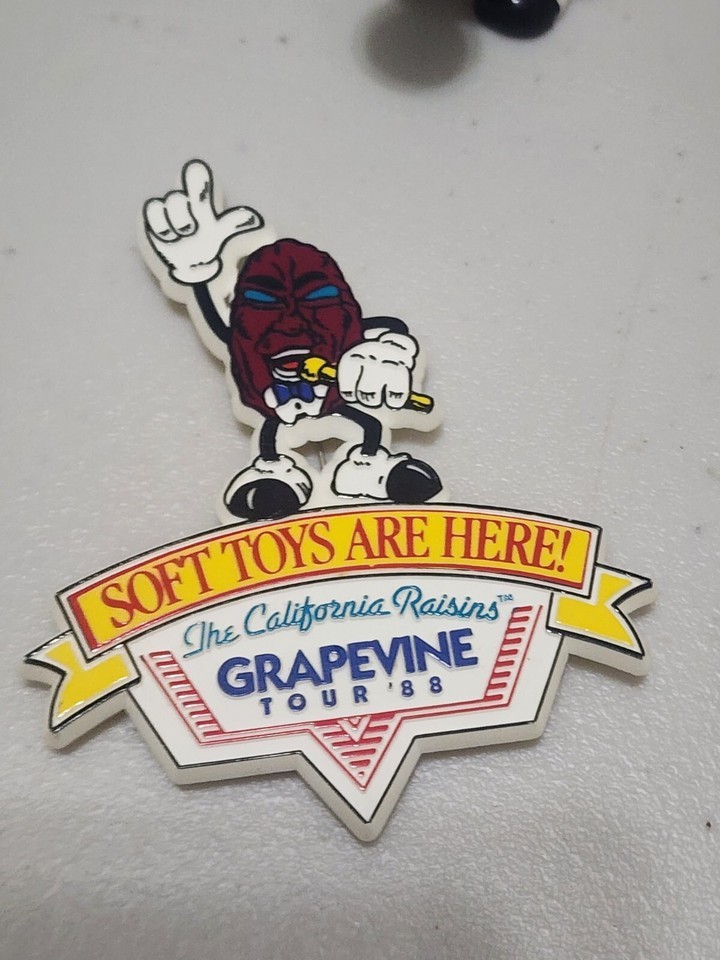 SOFT TOYS ARE HERE!
The California Raisins™
GRAPEVINE
TOUR '88